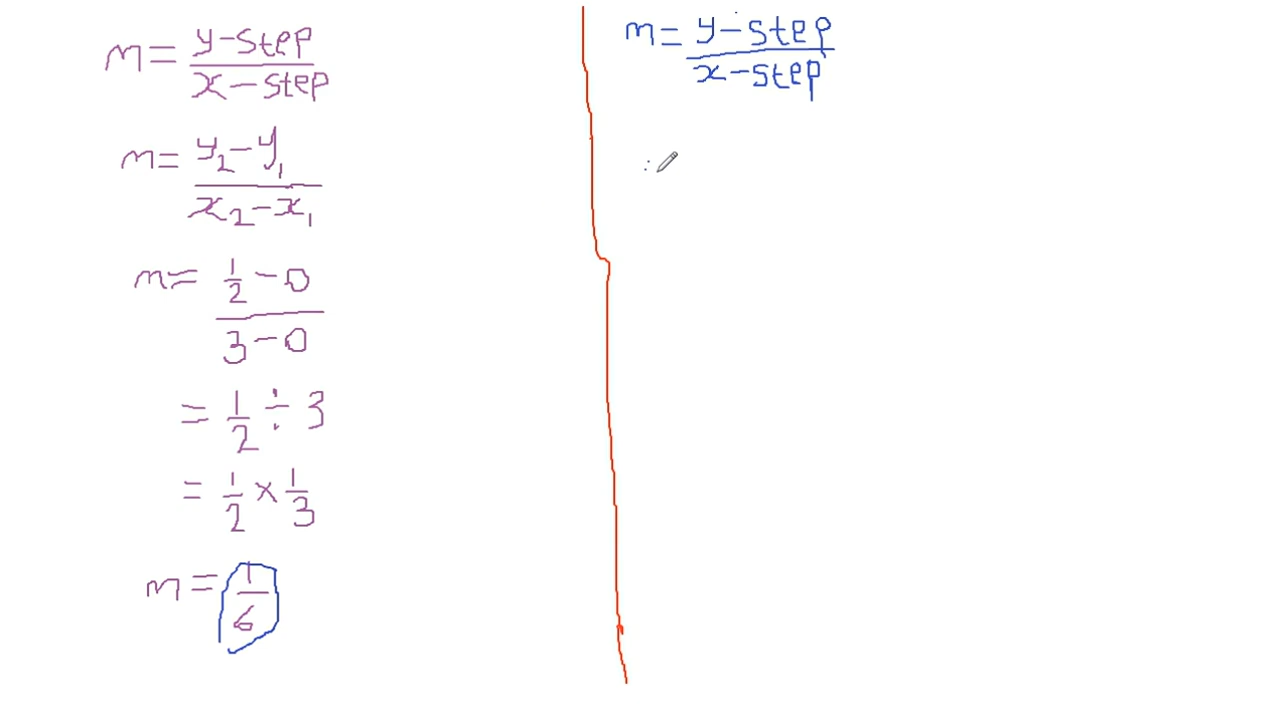 m = y-step / x-step
m = y₂-y₁ / x₂-x₁
m = 1/2 - 0 / 3-0
= 1/2 ÷ 3
= 1/2 × 1/3
m = 1/6
m = y-step / x-step
: